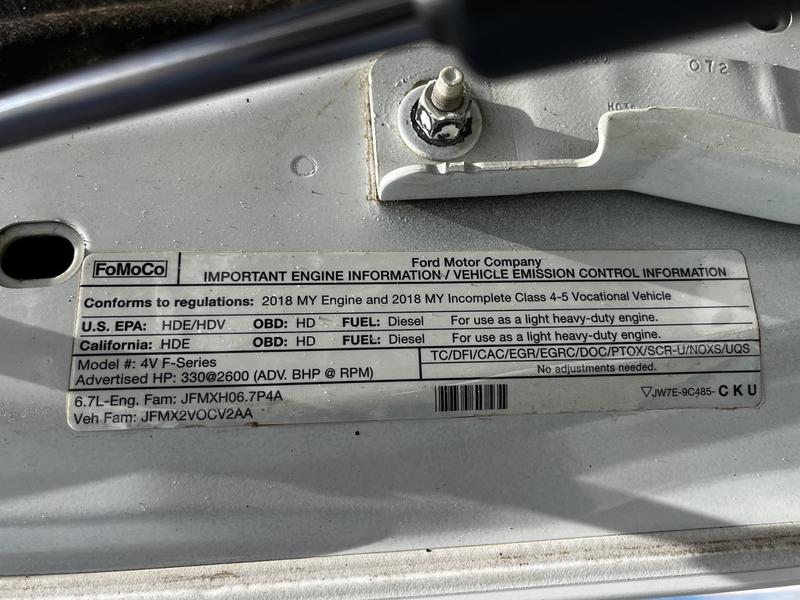 072
FoMoCo
Ford Motor Company
IMPORTANT ENGINE INFORMATION / VEHICLE EMISSION CONTROL INFORMATION
Conforms to regulations: 2018 MY Engine and 2018 MY Incomplete Class 4-5 Vocational Vehicle
U.S. EPA: HDE/HDV OBD: HD FUEL: Diesel For use as a light heavy-duty engine.
California: HDE OBD: HD FUEL: Diesel For use as a light heavy-duty engine.
Model #: 4V F-Series
Advertised HP: 330@2600 (ADV. BHP @ RPM)
TC/DFI/CAC/EGR/EGRC/DOC/PTOX/SCR-U/NOXS/UQS
No adjustments needed.
6.7L-Eng. Fam: JFMXH06.7P4A
Veh Fam: JFMX2VOCV2AA
▽JW7E-9C485- C K U